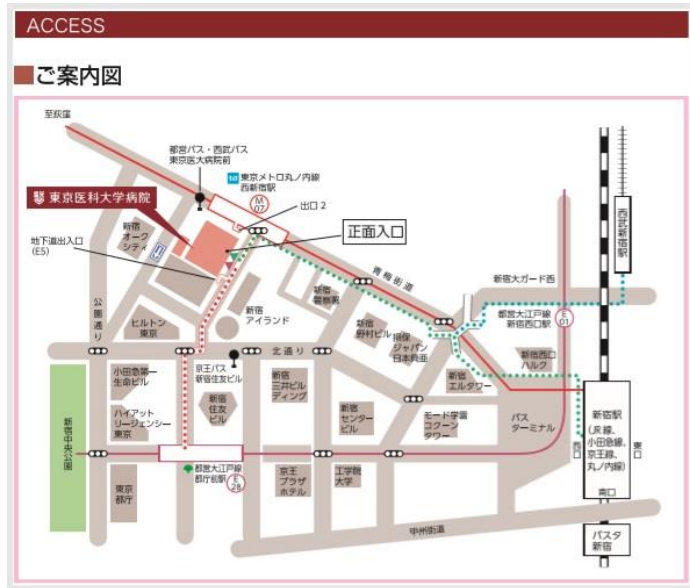 ACCESS
ご案内図
至荻窪
都営バス・西武バス
東京医大病院前
東京メトロ丸ノ内線
西新宿駅
M
07
出口2
東京医科大学病院
正面入口
新宿
オーク
シティ
地下道出入口
(E5)
西武新宿駅
青梅街道
新宿大ガード西
公園通り
新宿
警察署
都営大江戸線
新宿西口駅
E
01
新宿
アイランド
ヒルトン
東京
新宿
野村ビル
損保
ジャパン
日本興亜
北通り
新宿西口
ハルク
小田急第一
生命ビル
京王バス
新宿住友ビル
新宿
三井ビル
ディング
新宿
エルタワー
新宿中央公園
ハイアット
リージェンシー
東京
新宿
住友
ビル
新宿
センター
ビル
モード学園
コクーン
タワー
バス
ターミナル
新宿駅
(JR線、
小田急線、
京王線、
丸ノ内線)
西口
東口
南口
東京
都庁
都営大江戸線
都庁前駅
E
28
京王
プラザ
ホテル
工学院
大学
甲州街道
バスタ
新宿